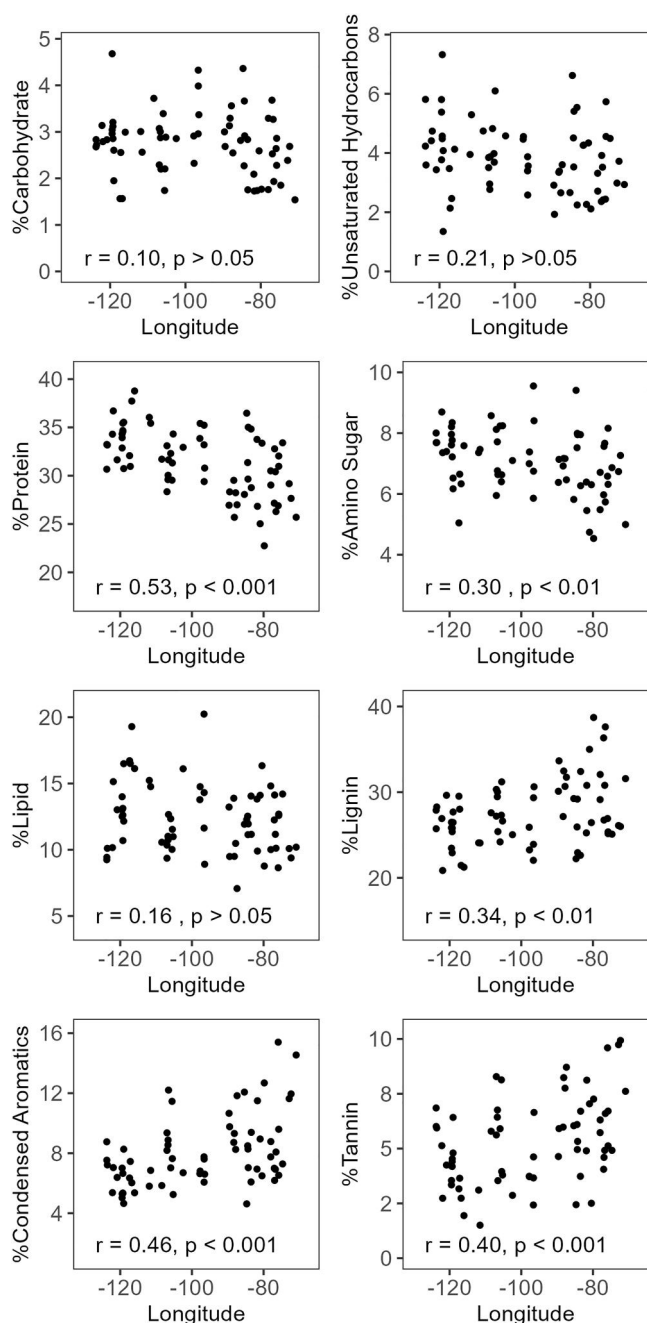 %Carbohydrate
5
4
3
2
1
0
r = 0.10, p > 0.05
-120 -100 -80
Longitude
%Unsaturated Hydrocarbons
8
6
4
2
0
r = 0.21, p >0.05
-120 -100 -80
Longitude
%Protein
40
35
30
25
20
r = 0.53, p < 0.001
-120 -100 -80
Longitude
%Amino Sugar
10
8
6
4
r = 0.30 , p < 0.01
-120 -100 -80
Longitude
%Lipid
20
15
10
5
r = 0.16 , p > 0.05
-120 -100 -80
Longitude
%Lignin
40
30
20
r = 0.34, p < 0.01
-120 -100 -80
Longitude
%Condensed Aromatics
16
12
8
4
r = 0.46, p < 0.001
-120 -100 -80
Longitude
%Tannin
10
8
5
2
0
r = 0.40, p < 0.001
-120 -100 -80
Longitude